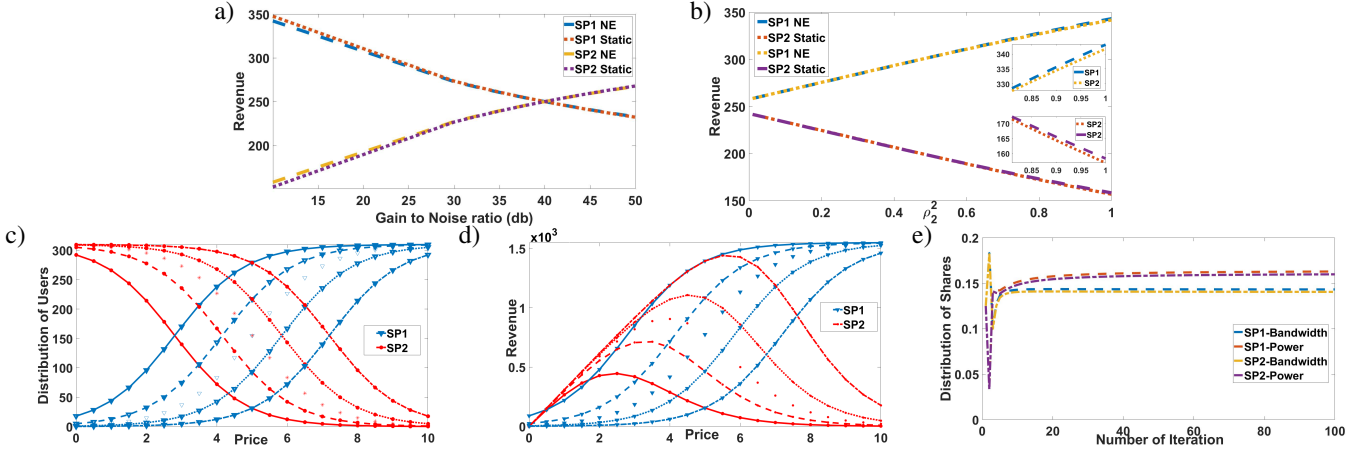 a)
350
300
250
200
Revenue
15 20 25 30 35 40 45 50
Gain to Noise ratio (db)
SP1 NE
SP1 Static
SP2 NE
SP2 Static
b)
350
300
250
200
150
Revenue
0 0.2 0.4 0.6 0.8 1
ρ₂²
SP1 NE
SP2 Static
SP1 NE
SP2 Static
340
335
330
0.85 0.9 0.95 1
SP1
SP2
170
165
160
0.85 0.9 0.95 1
SP2
SP2
c)
300
250
200
150
100
50
0
Distribution of Users
0 2 4 6 8 10
Price
SP1
SP2
d)
x10³
1.5
1.0
0.5
0
Revenue
0 2 4 6 8 10
Price
SP1
SP2
e)
0.2
0.15
0.1
0.05
0
Distribution of Shares
0 20 40 60 80 100
Number of Iteration
SP1-Bandwidth
SP1-Power
SP2-Bandwidth
SP2-Power